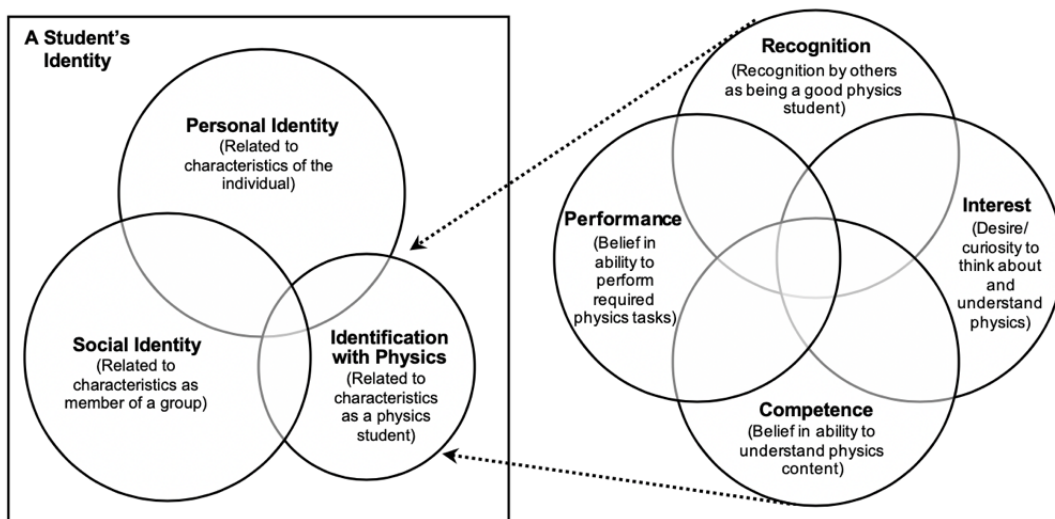 A Student's
Identity
Personal Identity
(Related to
characteristics of the
individual)
Social Identity
(Related to
characteristics as
member of a group)
Identification
with Physics
(Related to
characteristics
as a physics
student)
Recognition
(Recognition by others
as being a good physics
student)
Performance
(Belief in
ability to
perform
required
physics tasks)
Interest
(Desire/
curiosity to
think about
and
understand
physics)
Competence
(Belief in ability to
understand physics
content)